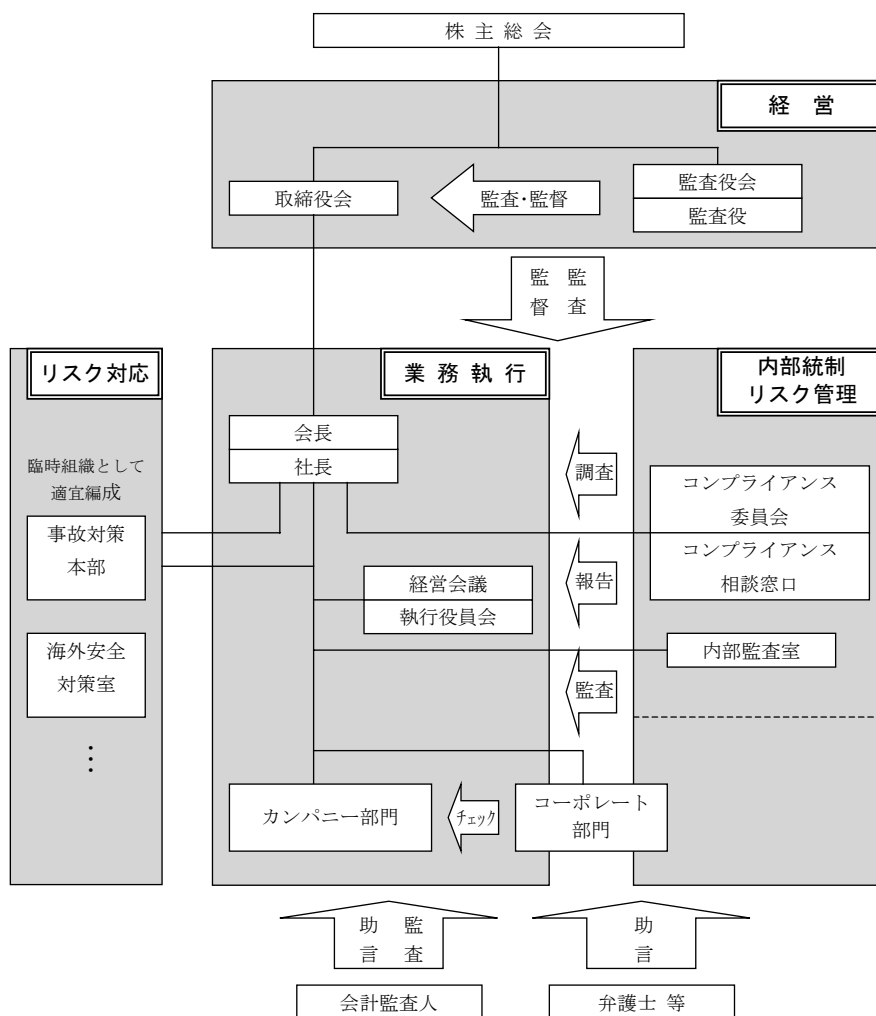 株主総会
経営
取締役会
監査・監督
監査役会
監査役
監査
監督
リスク対応
臨時組織として
適宜編成
事故対策
本部
海外安全
対策室
⋮
業務執行
会長
社長
経営会議
執行役員会
カンパニー部門
チェック
コーポレート
部門
調査
報告
監査
内部統制
リスク管理
コンプライアンス
委員会
コンプライアンス
相談窓口
内部監査室
監査
助言
会計監査人
助言
弁護士 等